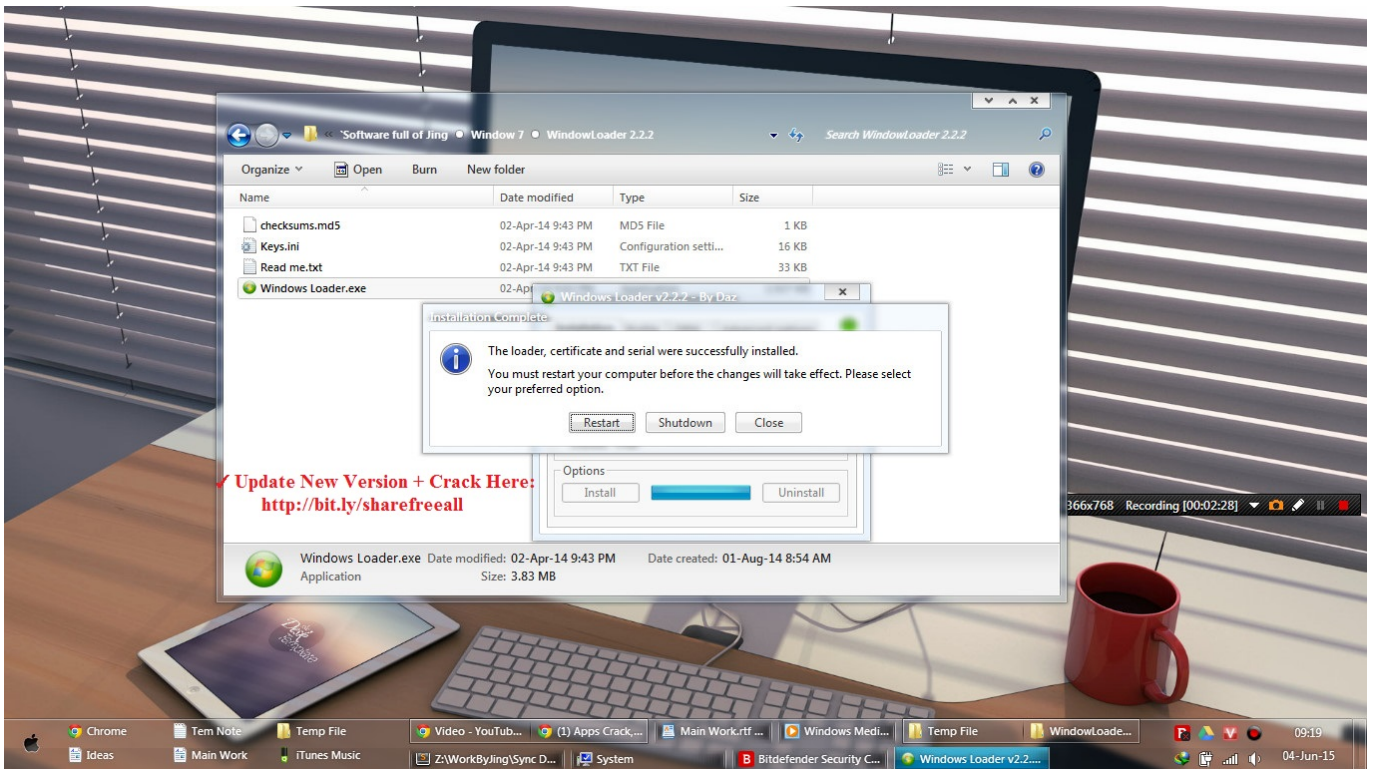 « `Software full of Jing • Window 7 • WindowLoader 2.2.2
Search WindowLoader 2.2.2
Organize Open Burn New folder
Name Date modified Type Size
checksums.md5 02-Apr-14 9:43 PM MD5 File 1 KB
Keys.ini 02-Apr-14 9:43 PM Configuration setti... 16 KB
Read me.txt 02-Apr-14 9:43 PM TXT File 33 KB
Windows Loader.exe 02-Apr
Windows Loader v2.2.2 - By Daz
Installation Complete
The loader, certificate and serial were successfully installed.
You must restart your computer before the changes will take effect. Please select
your preferred option.
Restart Shutdown Close
Options
Install Uninstall
✓ Update New Version + Crack Here:
http://bit.ly/sharefreeall
366x768 Recording [00:02:28]
Windows Loader.exe Date modified: 02-Apr-14 9:43 PM Date created: 01-Aug-14 8:54 AM
Application Size: 3.83 MB
Desk
Template
Chrome Tem Note Temp File Video - YouTub... (1) Apps Crack,... Main Work.rtf ... Windows Medi... Temp File WindowLoade... 09:19
Ideas Main Work iTunes Music Z:\WorkByJing\Sync D... System Bitdefender Security C... Windows Loader v2.2.... 04-Jun-15